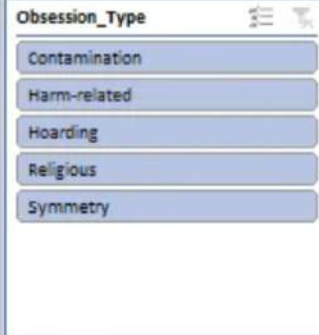 Obsession_Type
Contamination
Harm-related
Hoarding
Religious
Symmetry